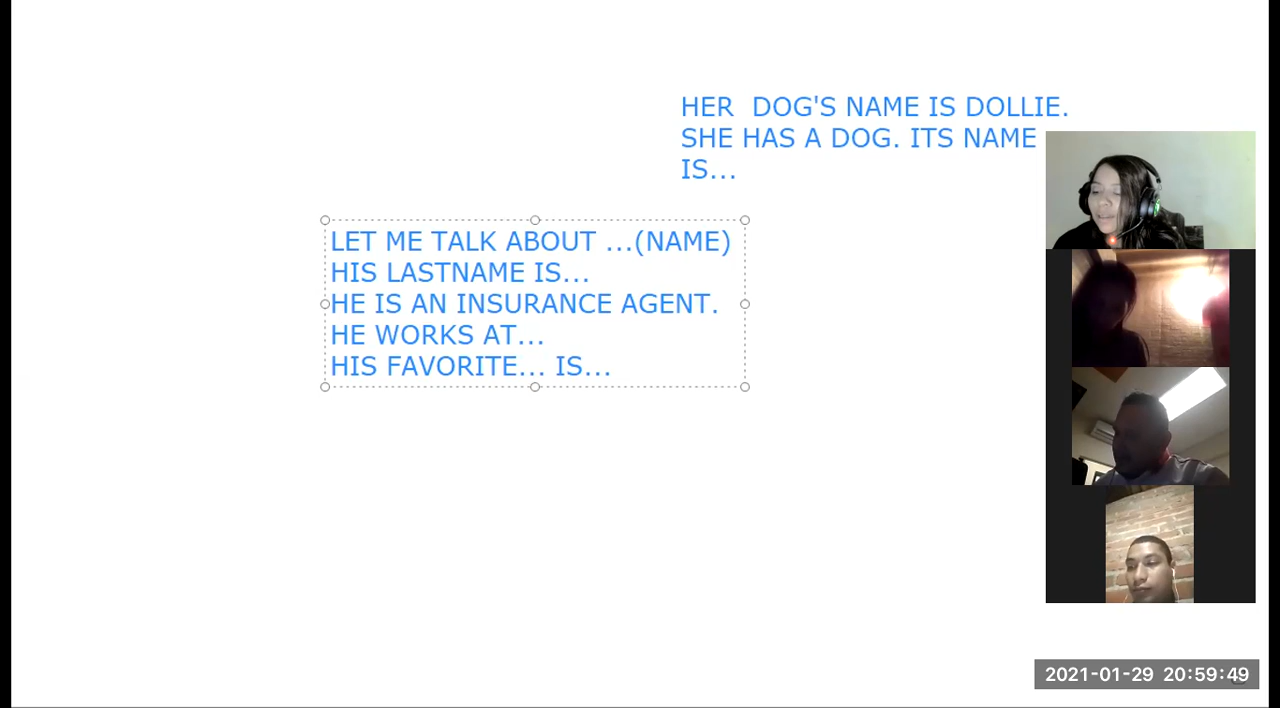 HER DOG'S NAME IS DOLLIE.
SHE HAS A DOG. ITS NAME
IS...
LET ME TALK ABOUT ...(NAME)
HIS LASTNAME IS...
HE IS AN INSURANCE AGENT.
HE WORKS AT...
HIS FAVORITE... IS...
2021-01-29 20:59:49